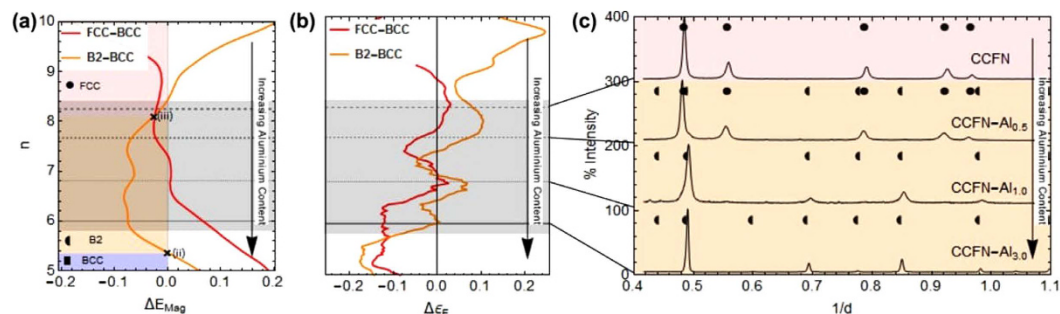 (a)
FCC-BCC
B2-BCC
FCC
B2
BCC
(iii)
(ii)
Increasing Aluminium Content
n
10
9
8
7
6
5
-0.2 -0.1 0.0 0.1 0.2
ΔE_Mag
(b)
FCC-BCC
B2-BCC
Increasing Aluminium Content
-0.2 -0.1 0.0 0.1 0.2
Δϵ_F
(c)
CCFN
CCFN-Al_0.5
CCFN-Al_1.0
CCFN-Al_3.0
Increasing Aluminium Content
% Intensity
400
300
200
100
0
0.4 0.5 0.6 0.7 0.8 0.9 1.0 1.1
1/d